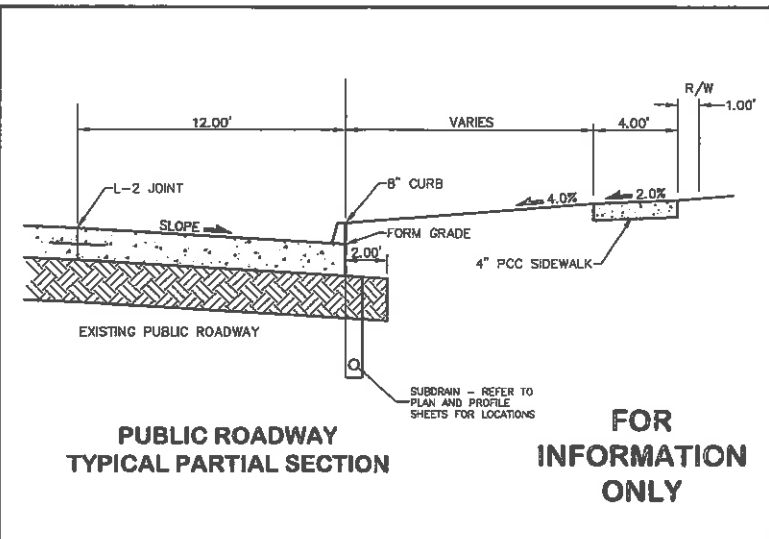 R/W
1.00'
12.00'
VARIES
4.00'
L-2 JOINT
8" CURB
4.0%
2.0%
SLOPE
FORM GRADE
2.00'
4" PCC SIDEWALK
EXISTING PUBLIC ROADWAY
SUBDRAIN - REFER TO
PLAN AND PROFILE
SHEETS FOR LOCATIONS
PUBLIC ROADWAY
TYPICAL PARTIAL SECTION
FOR
INFORMATION
ONLY